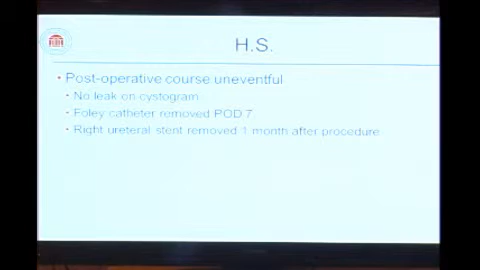 H.S.
Post-operative course uneventful
No leak on cystogram
Foley catheter removed POD 7
Right ureteral stent removed 1 month after procedure